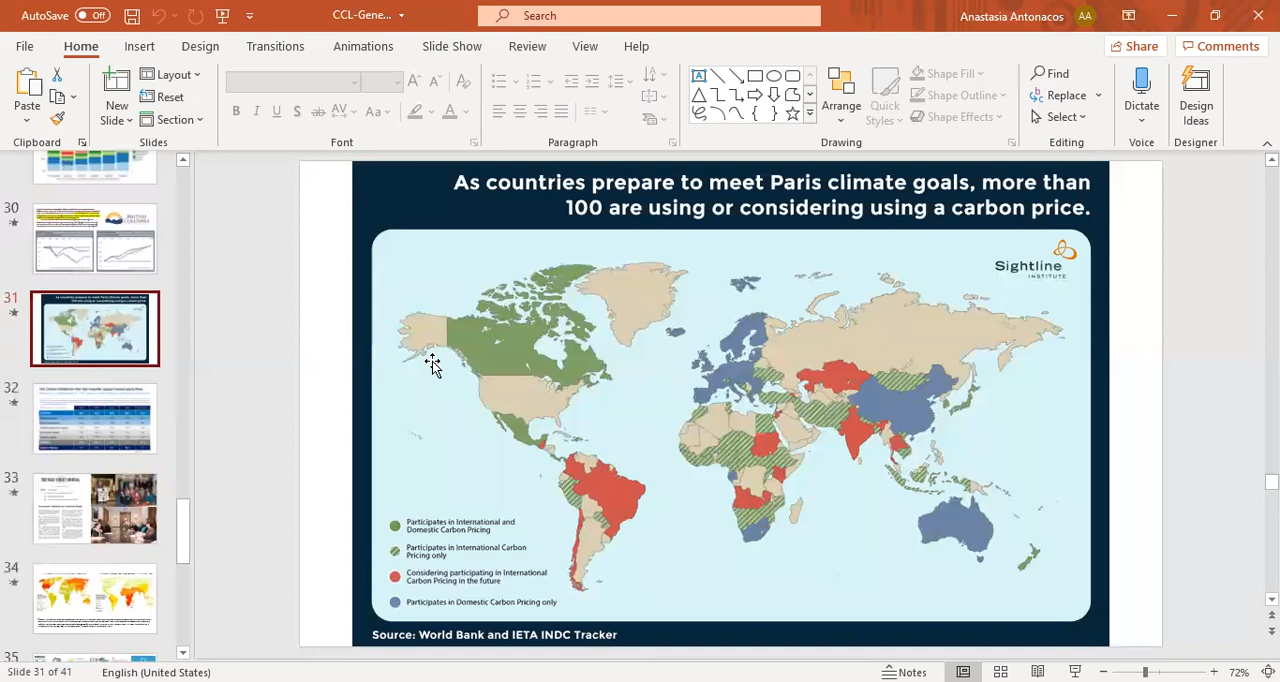 AutoSave Off
CCL-Gene...
Search
Anastasia Antonacos AA
File Home Insert Design Transitions Animations Slide Show Review View Help Share Comments
Paste
New Slide
Layout
Reset
Section
Find
Replace
Select
Arrange
Quick Styles
Shape Fill
Shape Outline
Shape Effects
Dictate
Design Ideas
Clipboard Slides Font Paragraph Drawing Editing Voice Designer
30
31
32
33
34
35
As countries prepare to meet Paris climate goals, more than
100 are using or considering using a carbon price.
Sightline
INSTITUTE
Participates in International and
Domestic Carbon Pricing
Participates in International Carbon
Pricing only
Considering participating in International
Carbon Pricing in the future
Participates in Domestic Carbon Pricing only
Source: World Bank and IETA INDC Tracker
Slide 31 of 41 English (United States) Notes 72%